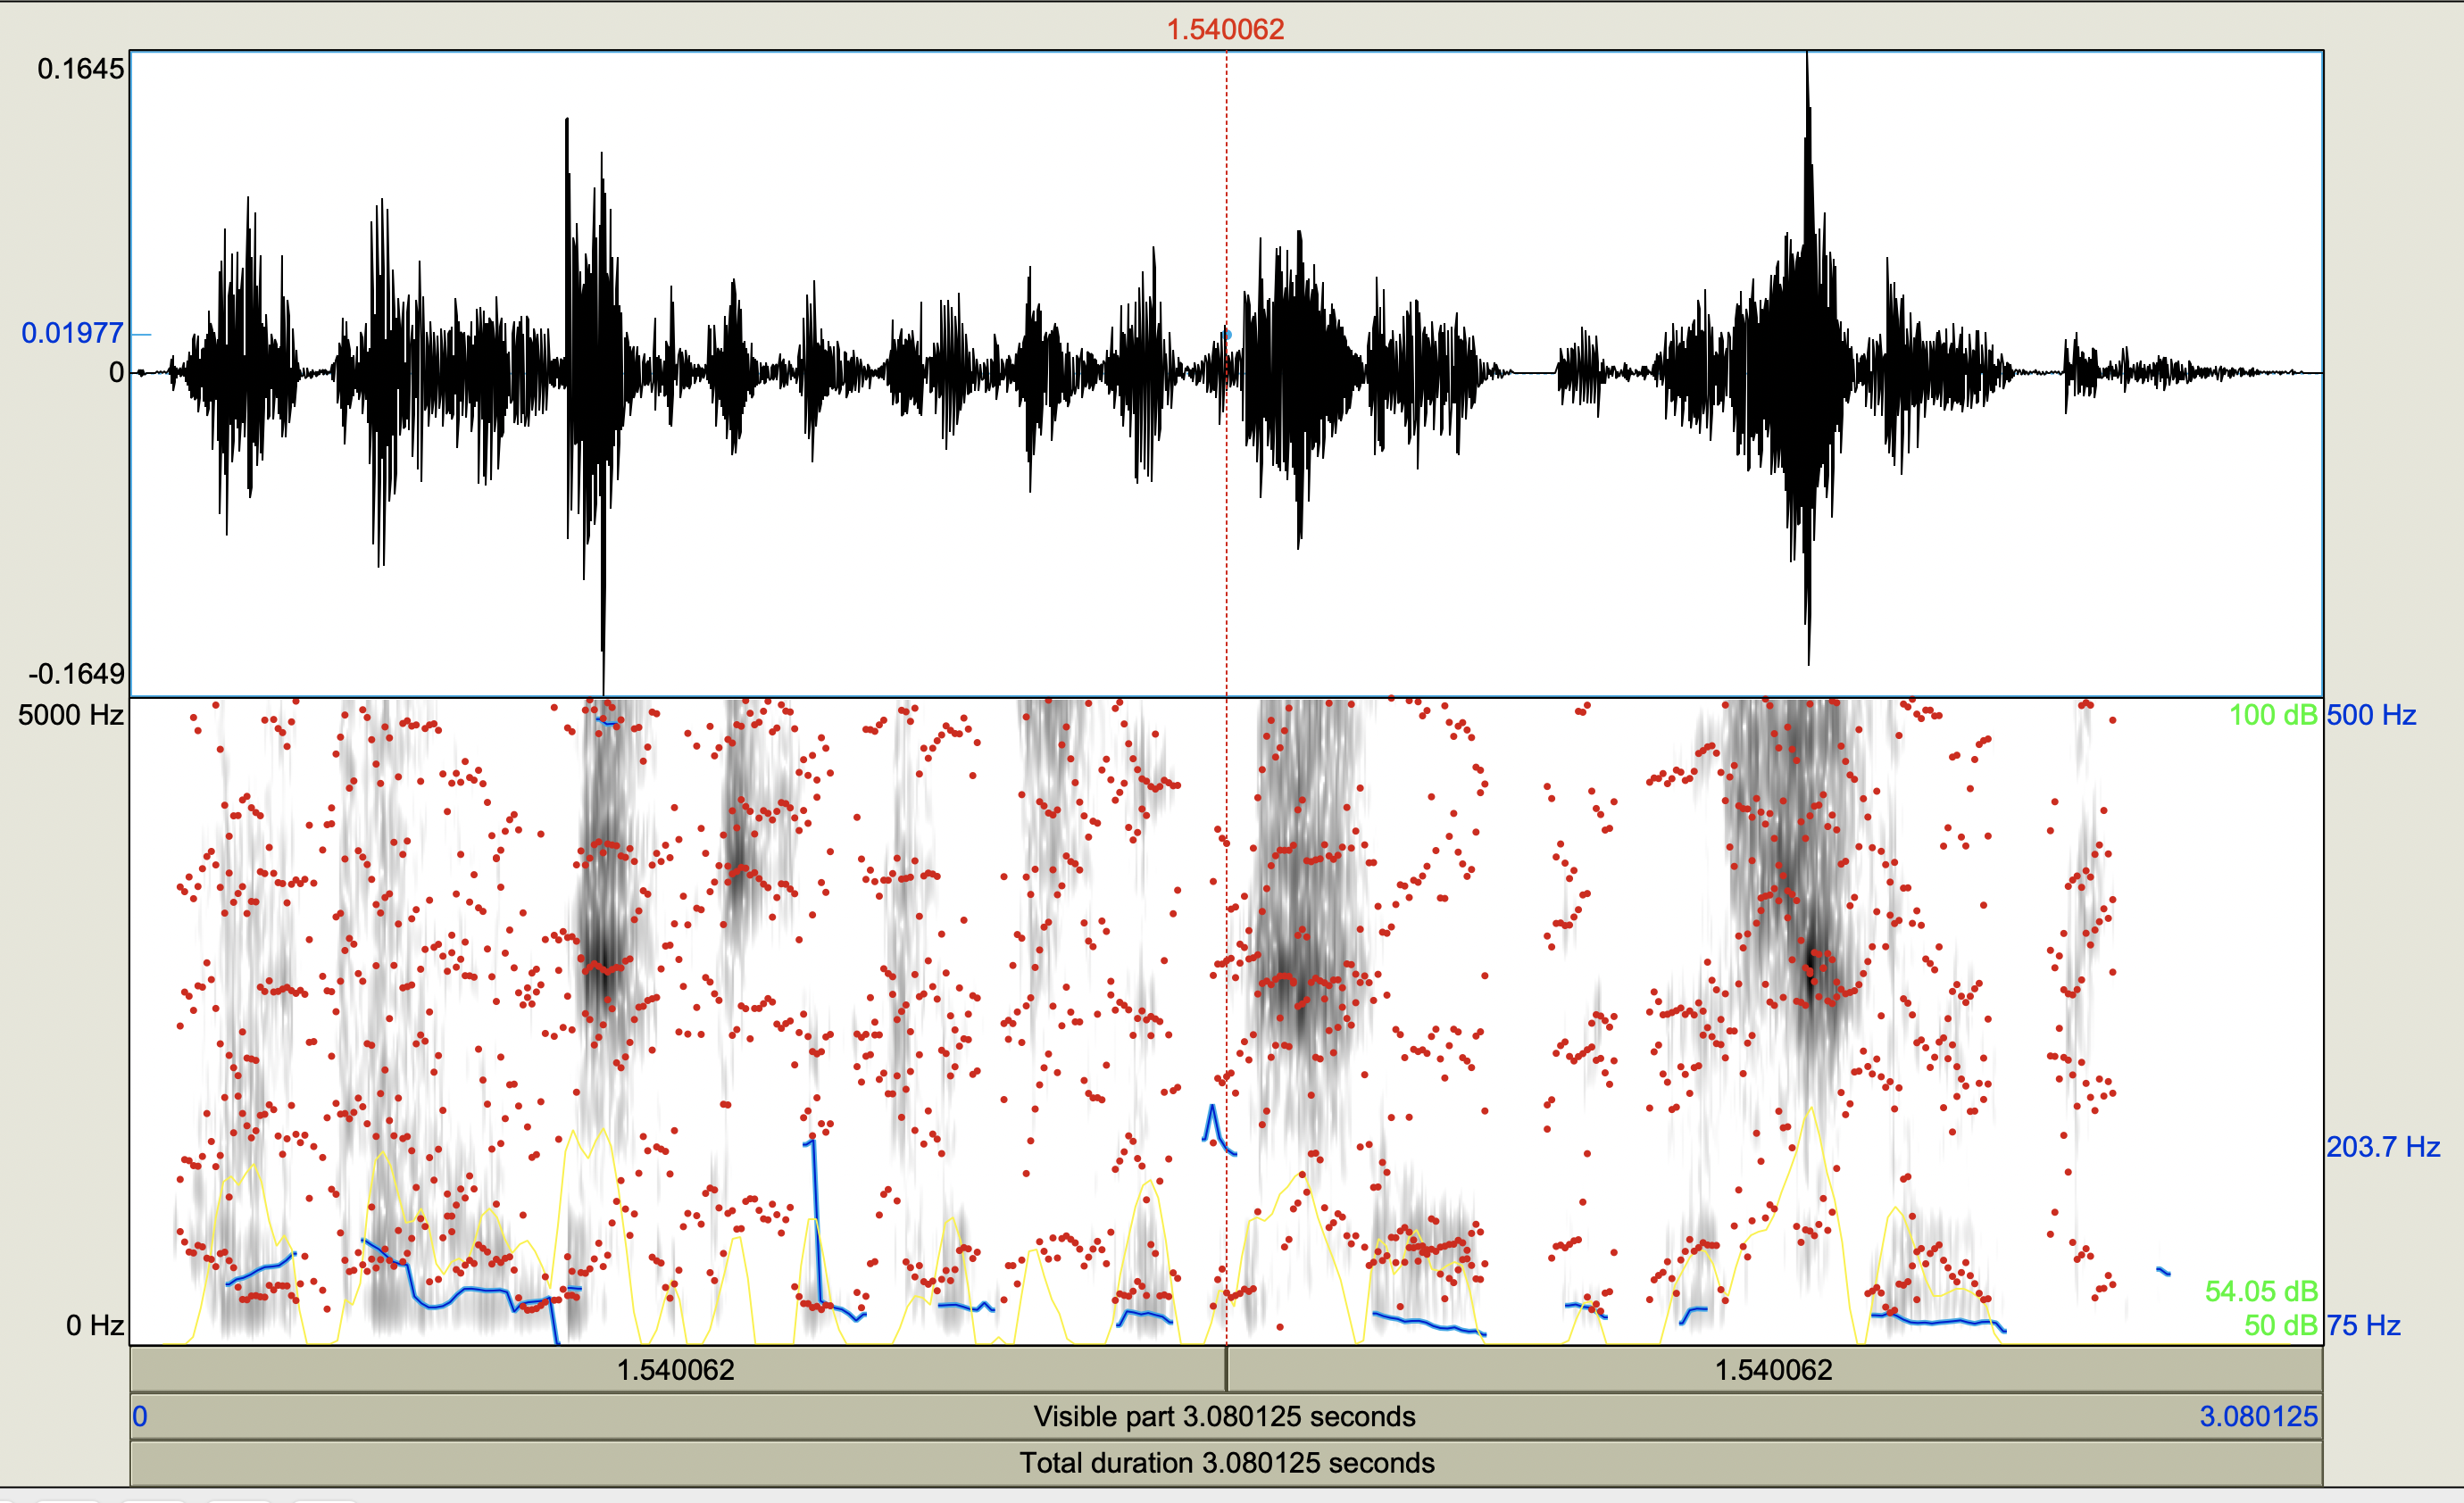 1.540062
0.1645
0.01977
0
-0.1649
5000 Hz
100 dB
500 Hz
203.7 Hz
54.05 dB
0 Hz
50 dB
75 Hz
1.540062
1.540062
0
Visible part 3.080125 seconds
3.080125
Total duration 3.080125 seconds